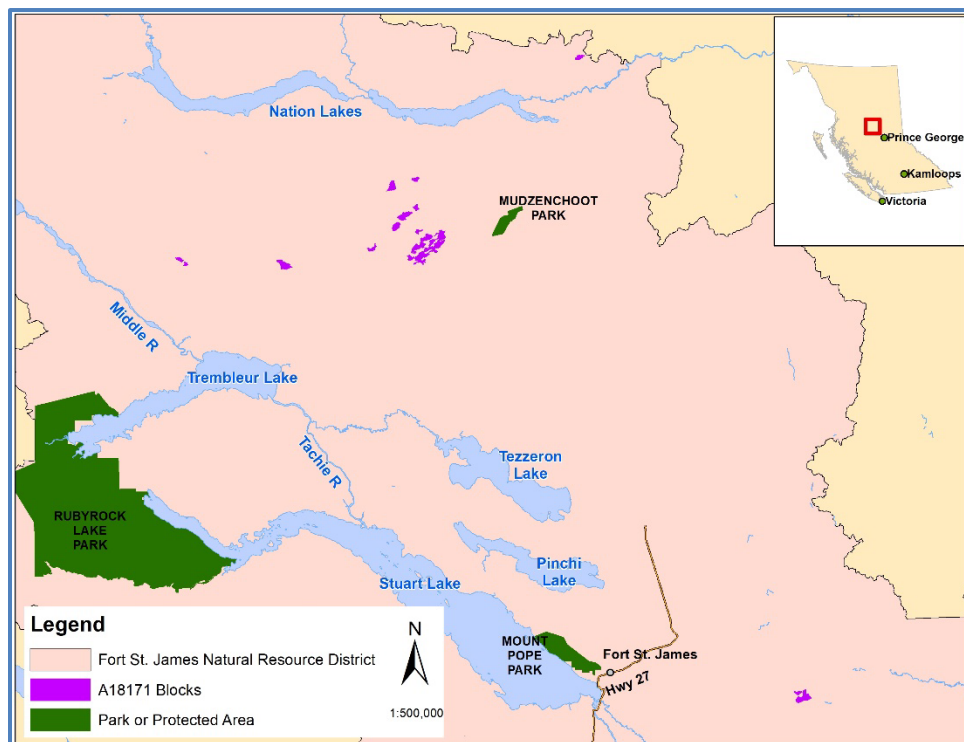 Nation Lakes
Prince George
Kamloops
Victoria
MUDZENCHOOT
PARK
Middle R
Trembleur Lake
Tachie R
Tezzeron
Lake
RUBYROCK
LAKE
PARK
Pinchi
Lake
Stuart Lake
MOUNT
POPE
PARK
Fort St. James
Hwy 27
Legend
Fort St. James Natural Resource District
A18171 Blocks
Park or Protected Area
N
1:500,000